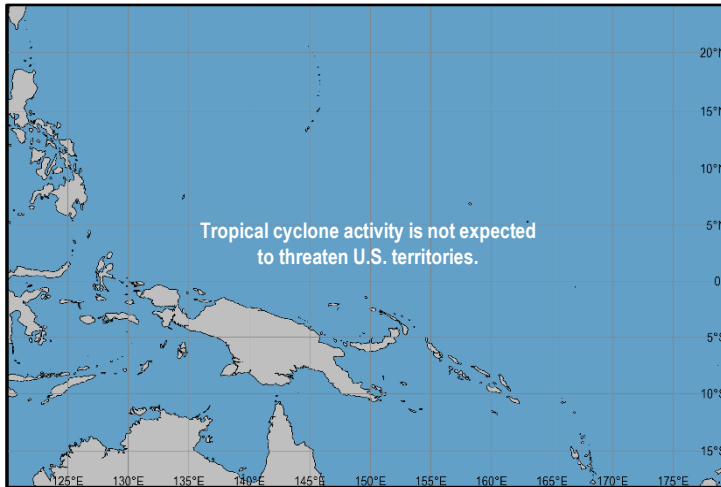 20°N
15°N
10°N
5°N
Tropical cyclone activity is not expected
to threaten U.S. territories.
0°
5°S
10°S
15°S
125°E 130°E 135°E 140°E 145°E 150°E 155°E 160°E 165°E 170°E 175°E